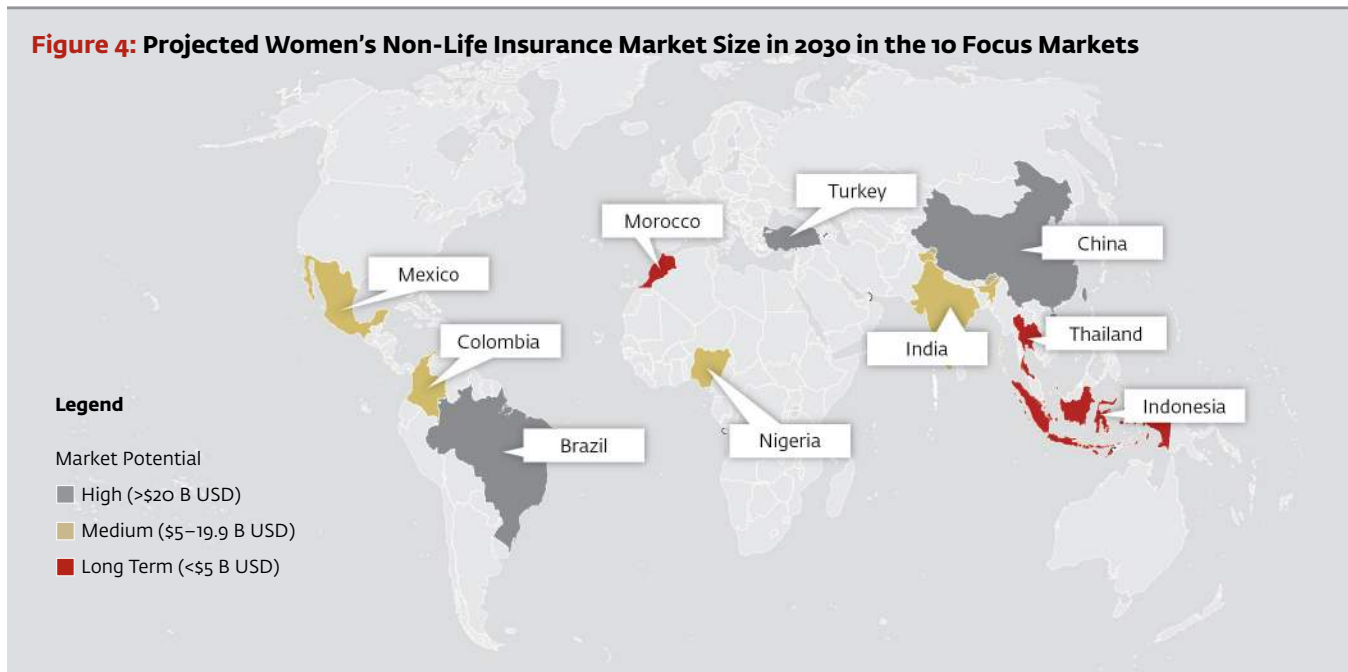 Figure 4: Projected Women's Non-Life Insurance Market Size in 2030 in the 10 Focus Markets
Turkey
Morocco
China
Mexico
Thailand
Colombia
India
Indonesia
Brazil
Nigeria
Legend
Market Potential
High (>$20 B USD)
Medium ($5–19.9 B USD)
Long Term (<$5 B USD)